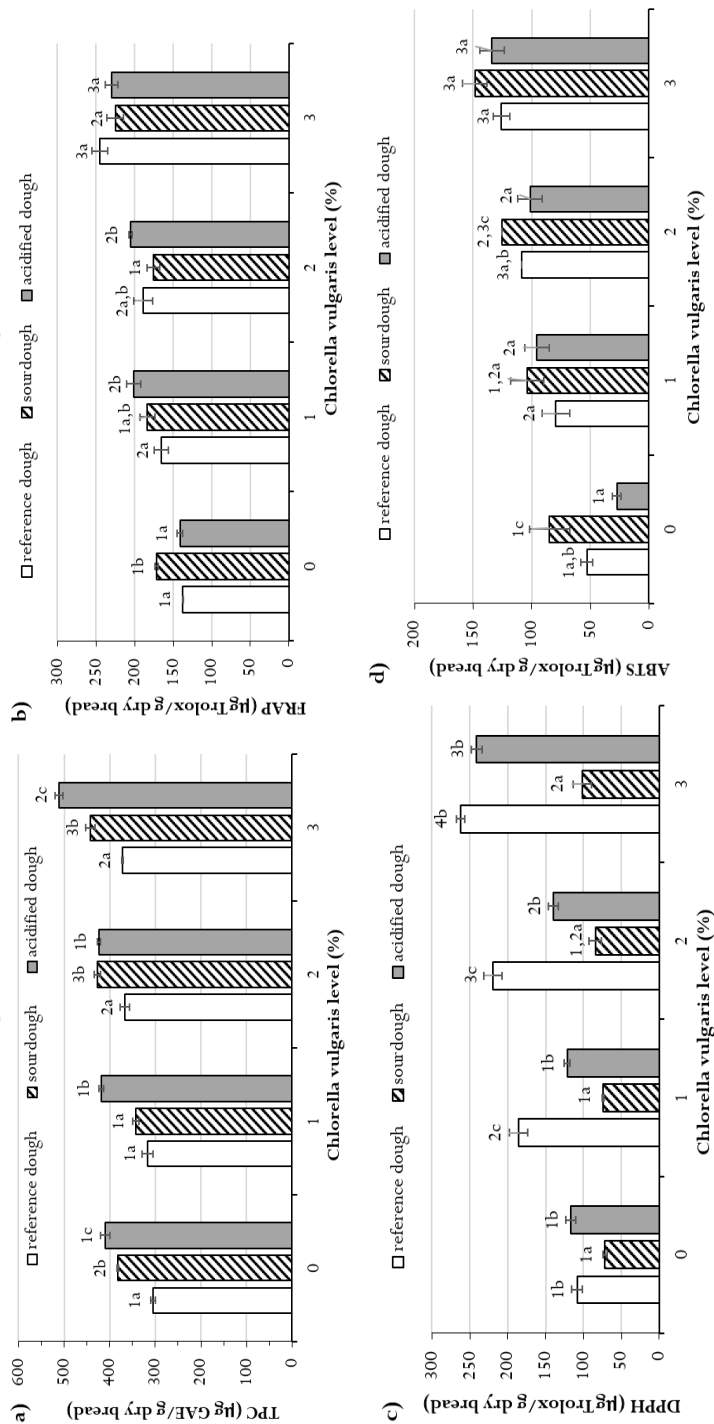 a)
reference dough sourdough acidified dough
TPC (µg GAE/g dry bread)
600
500
400
300
200
100
0
1a 2b 1c
1a 1a 1b
2a 3b 1b
2a 3b 2c
0 1 2 3
Chlorella vulgaris level (%)
b)
reference dough sourdough acidified dough
FRAP (µgTrolox/g dry bread)
300
250
200
150
100
50
0
1a 1b 1a
2a 1a,b 2b
2a,b 1a 2b
3a 2a 3a
0 1 2 3
Chlorella vulgaris level (%)
c)
reference dough sourdough acidified dough
DPPH (µgTrolox/g dry bread)
300
250
200
150
100
50
0
1b 1a 1b
2c 1a 1b
3c 1,2a 2b
4b 2a 3b
0 1 2 3
Chlorella vulgaris level (%)
d)
reference dough sourdough acidified dough
ABTS (µgTrolox/g dry bread)
200
150
100
50
0
1a,b 1c 1a
2a 1,2a 2a
3a,b 2,3c 2a
3a 3a 3a
0 1 2 3
Chlorella vulgaris level (%)